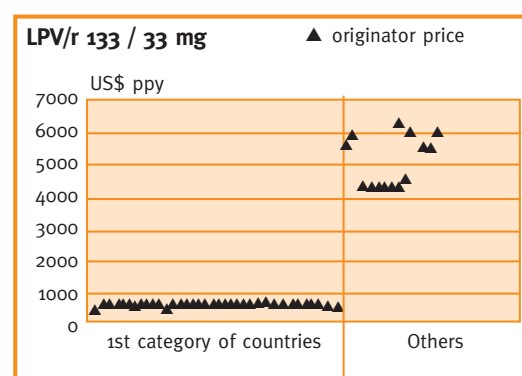 LPV/r 133 / 33 mg ▲ originator price
US$ ppy
7000
6000
5000
4000
3000
2000
1000
0
1st category of countries Others